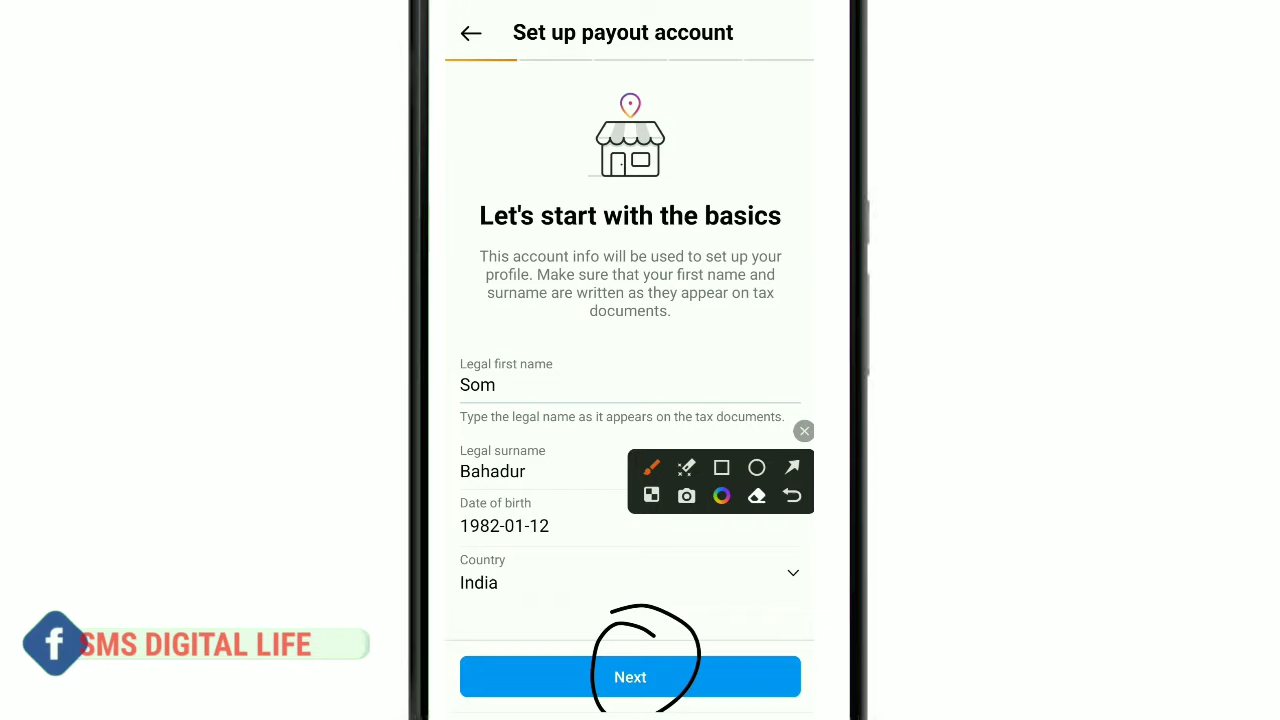 Set up payout account
Let's start with the basics
This account info will be used to set up your
profile. Make sure that your first name and
surname are written as they appear on tax
documents.
Legal first name
Som
Type the legal name as it appears on the tax documents.
Legal surname
Bahadur
Date of birth
1982-01-12
Country
India
Next
f SMS DIGITAL LIFE